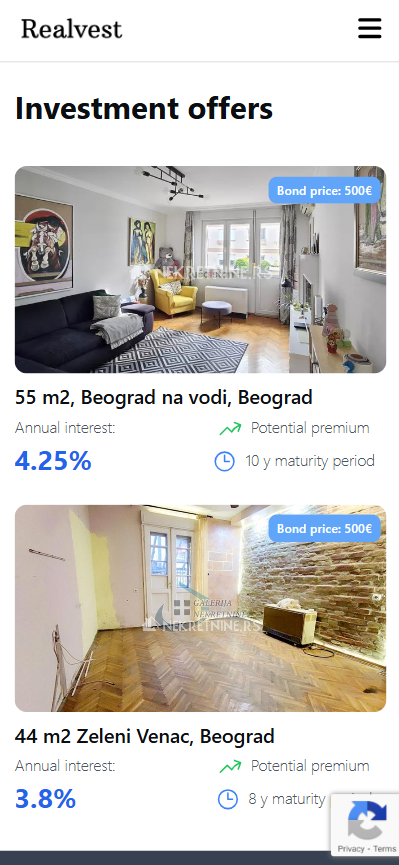 Realvest
Investment offers
Bond price: 500€
NEKRETNINE.RS
55 m2, Beograd na vodi, Beograd
Annual interest:
Potential premium
4.25%
10 y maturity period
Bond price: 500€
GALERIJA
NEKRETNINE
NEKRETNINE.RS
44 m2 Zeleni Venac, Beograd
Annual interest:
Potential premium
3.8%
8 y maturity
Privacy - Terms